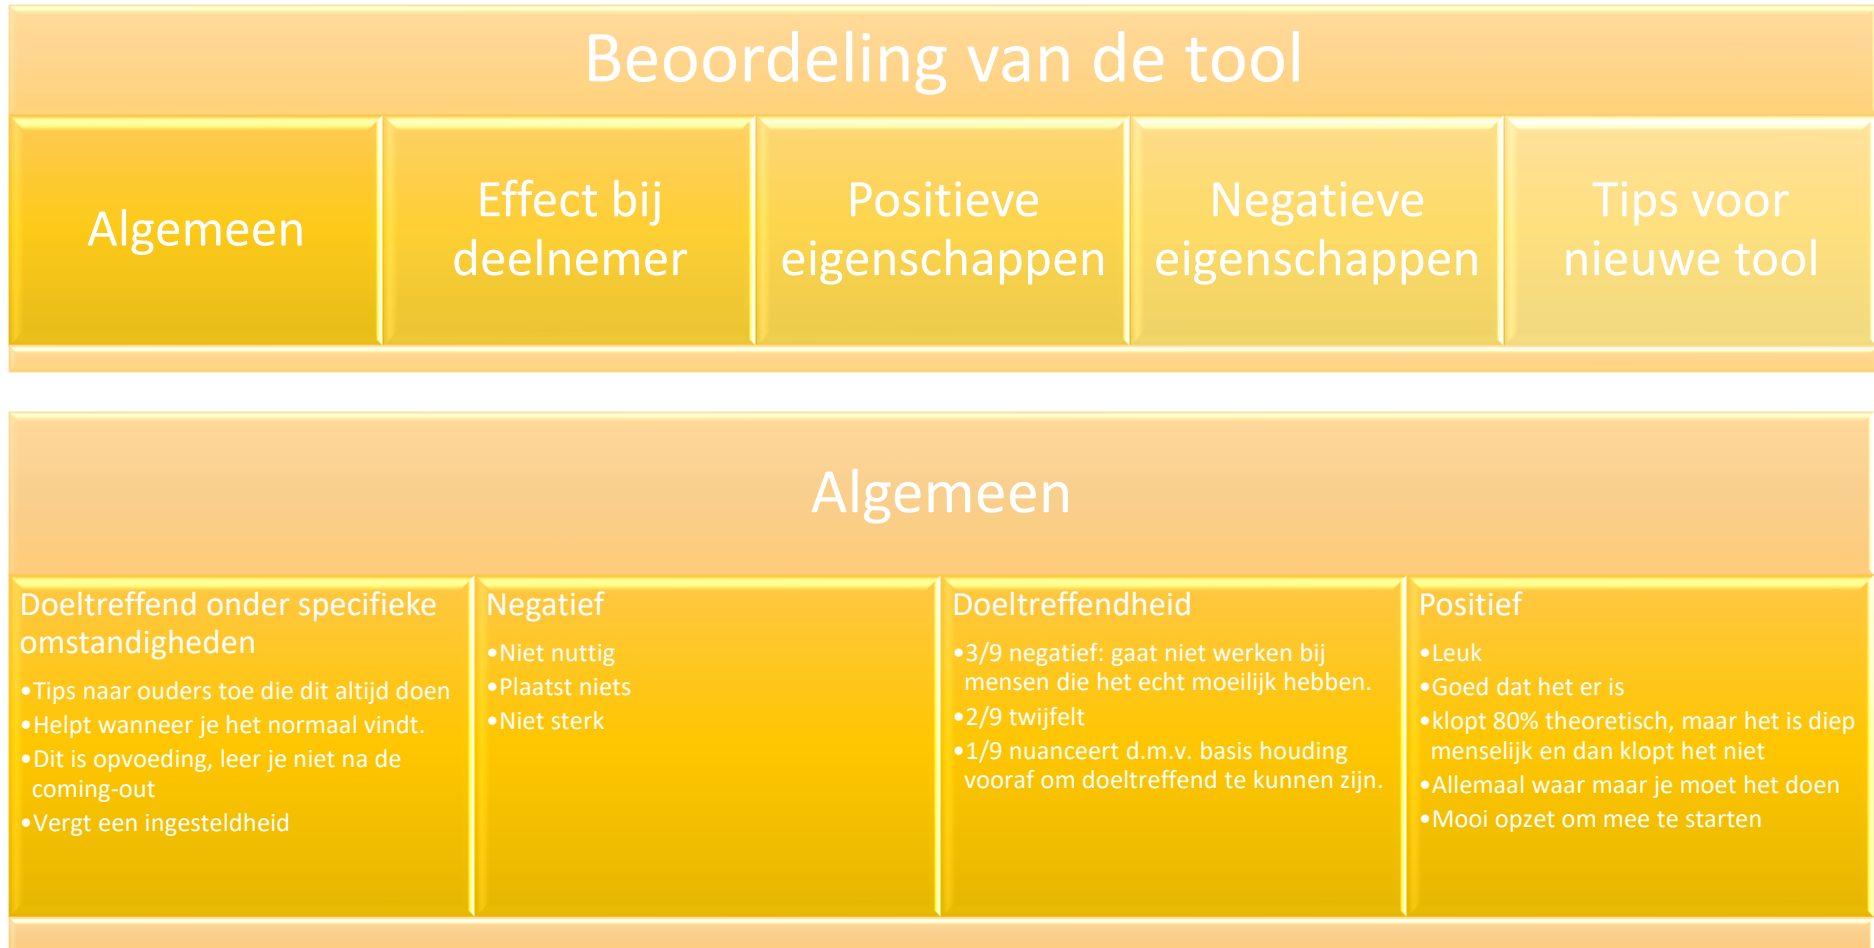 Beoordeling van de tool
Algemeen
Effect bij
deelnemer
Positieve
eigenschappen
Negatieve
eigenschappen
Tips voor
nieuwe tool
Algemeen
Doeltreffend onder specifieke
omstandigheden
•Tips naar ouders toe die dit altijd doen
•Helpt wanneer je het normaal vindt.
•Dit is opvoeding, leer je niet na de
coming-out
•Vergt een ingesteldheid
Negatief
•Niet nuttig
•Plaatst niets
•Niet sterk
Doeltreffendheid
•3/9 negatief: gaat niet werken bij
mensen die het echt moeilijk hebben.
•2/9 twijfelt
•1/9 nuanceert d.m.v. basis houding
vooraf om doeltreffend te kunnen zijn.
Positief
•Leuk
•Goed dat het er is
•klopt 80% theoretisch, maar het is diep
menselijk en dan klopt het niet
•Allemaal waar maar je moet het doen
•Mooi opzet om mee te starten